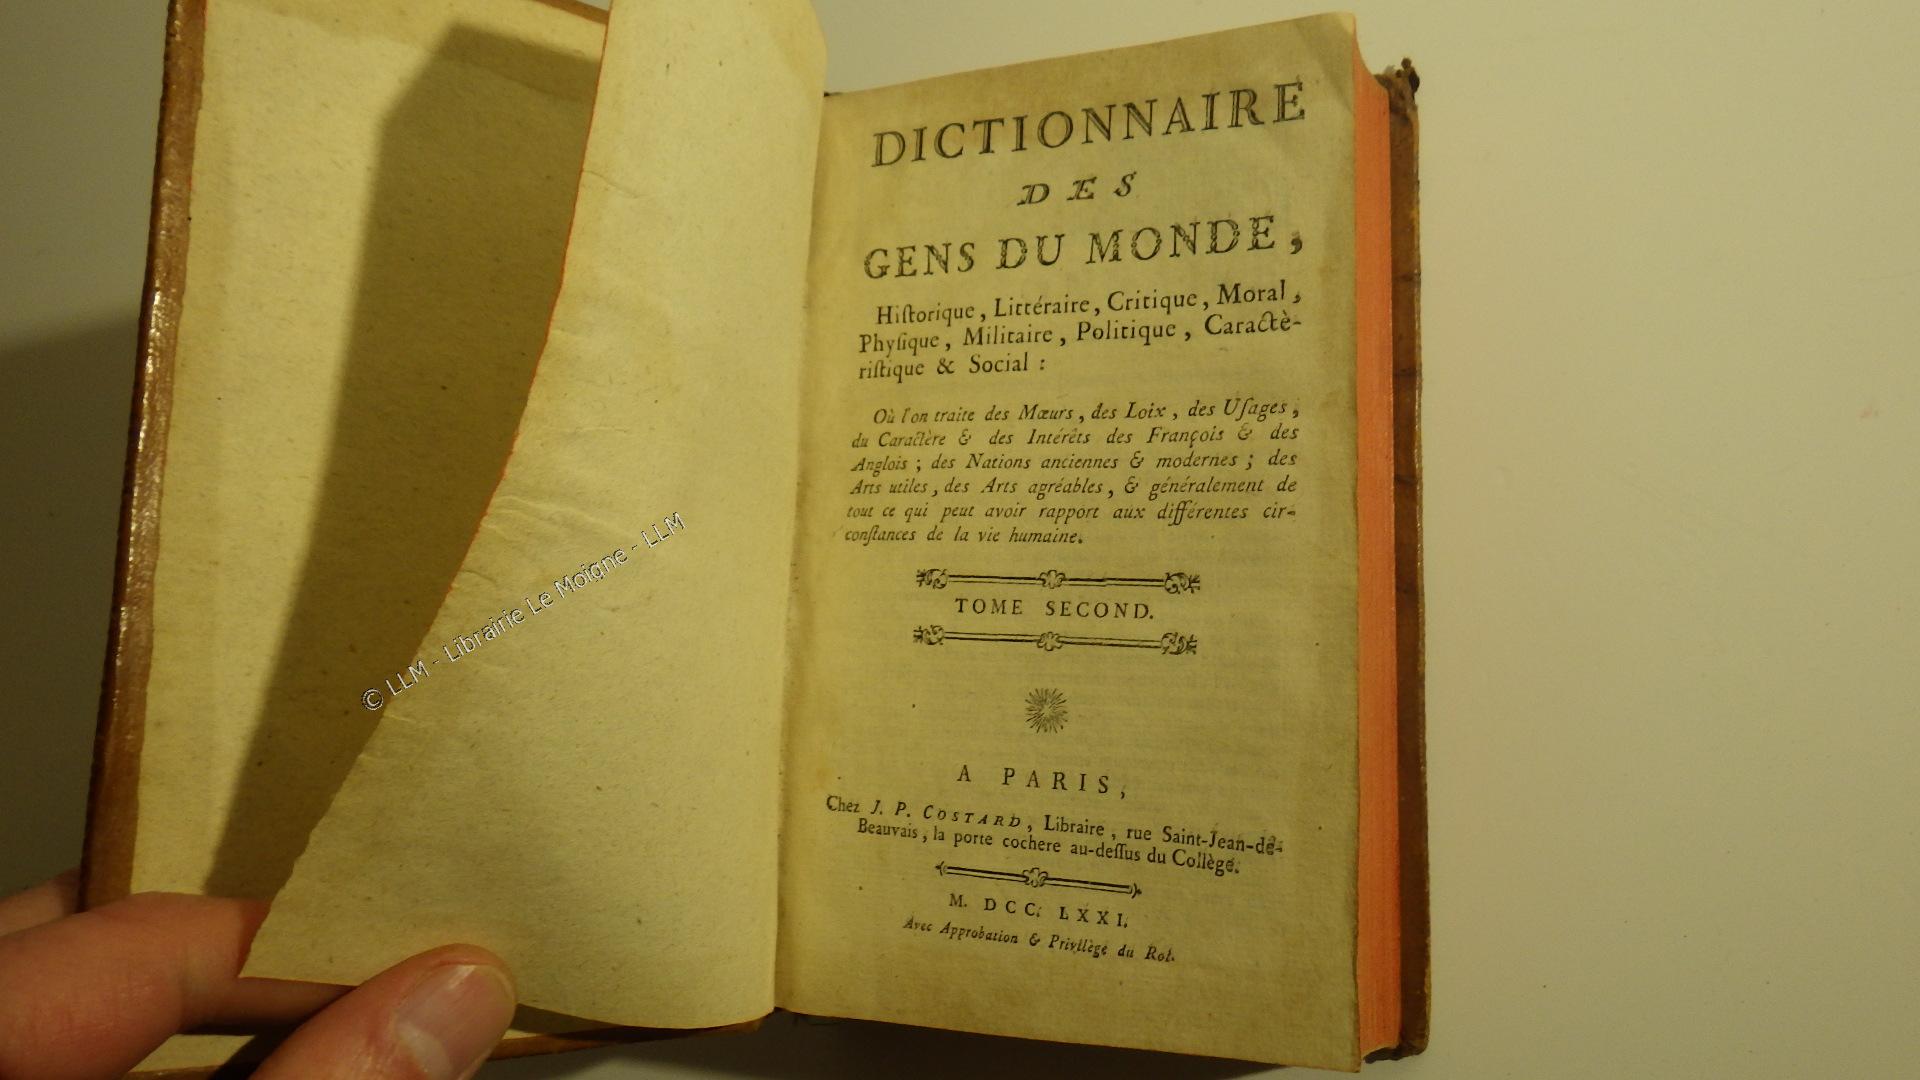 DICTIONNAIRE
DES
GENS DU MONDE,
Hiſtorique, Littéraire, Critique, Moral,
Phyſique, Militaire, Politique, Caractè-
riſtique & Social :
Où l'on traite des Mœurs, des Loix, des Uſages,
du Caractère & des Intérêts des François & des
Anglois ; des Nations anciennes & modernes ; des
Arts utiles, des Arts agréables, & généralement de
tout ce qui peut avoir rapport aux différentes cir-
conſtances de la vie humaine.
TOME SECOND.
A PARIS,
Chez J. P. COSTARD, Libraire, rue Saint-Jean-de-
Beauvais, la porte cochere au-deſſus du Collège.
M. DCC. LXXI.
Avec Approbation & Privilège du Roi.
© LLM - Librairie Le Moigne - LLM